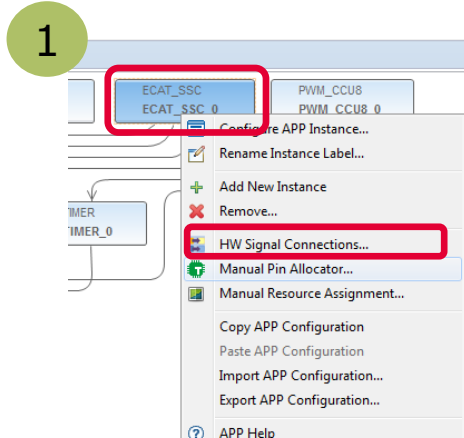 1
ECAT_SSC
ECAT_SSC_0
PWM_CCU8
PWM_CCU8_0
Configure APP Instance...
Rename Instance Label...
Add New Instance
Remove...
TIMER
TIMER_0
HW Signal Connections...
Manual Pin Allocator...
Manual Resource Assignment...
Copy APP Configuration
Paste APP Configuration
Import APP Configuration...
Export APP Configuration...
APP Help